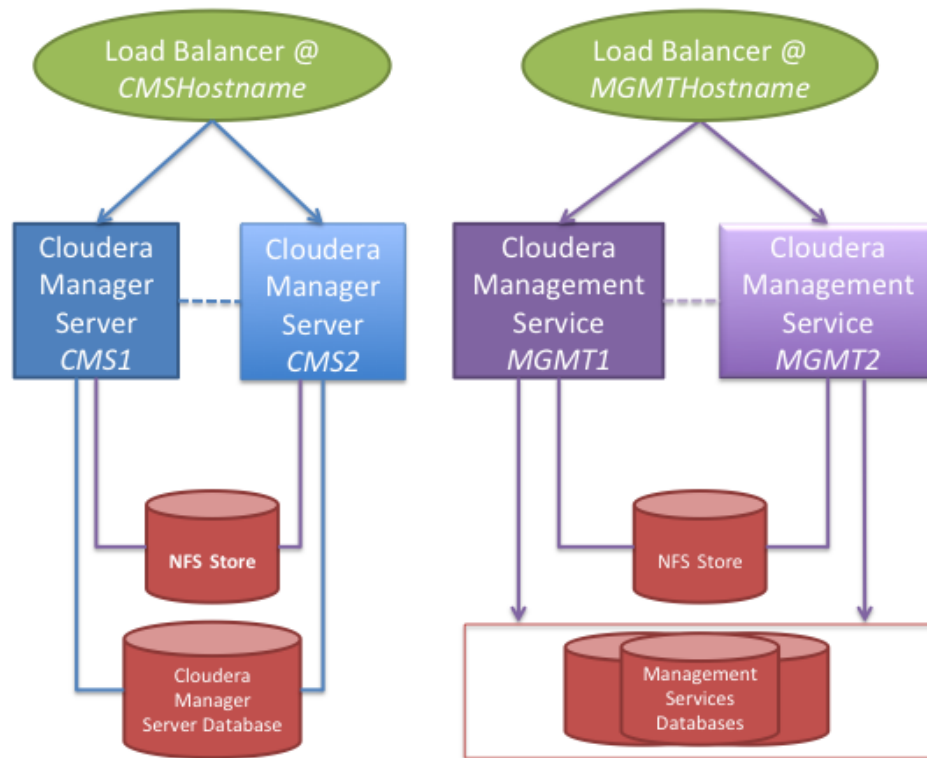 Load Balancer @
CMSHostname
Load Balancer @
MGMTHostname
Cloudera
Manager
Server
CMS1
Cloudera
Manager
Server
CMS2
Cloudera
Management
Service
MGMT1
Cloudera
Management
Service
MGMT2
NFS Store
NFS Store
Cloudera
Manager
Server Database
Management
Services
Databases